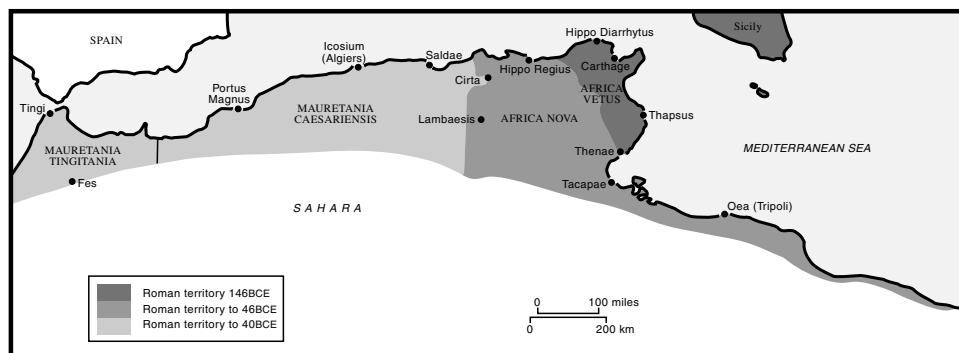 SPAIN
Sicily
Hippo Diarrhytus
Icosium
(Algiers)
Saldae
Hippo Regius
Carthage
Cirta
Portus
Magnus
AFRICA
VETUS
Tingi
MAURETANIA
CAESARIENSIS
Lambaesis
AFRICA NOVA
Thapsus
MAURETANIA
TINGITANIA
Thenae
MEDITERRANEAN SEA
Fes
Tacapae
SAHARA
Oea (Tripoli)
Roman territory 146BCE
Roman territory to 46BCE
Roman territory to 40BCE
0 100 miles
0 200 km